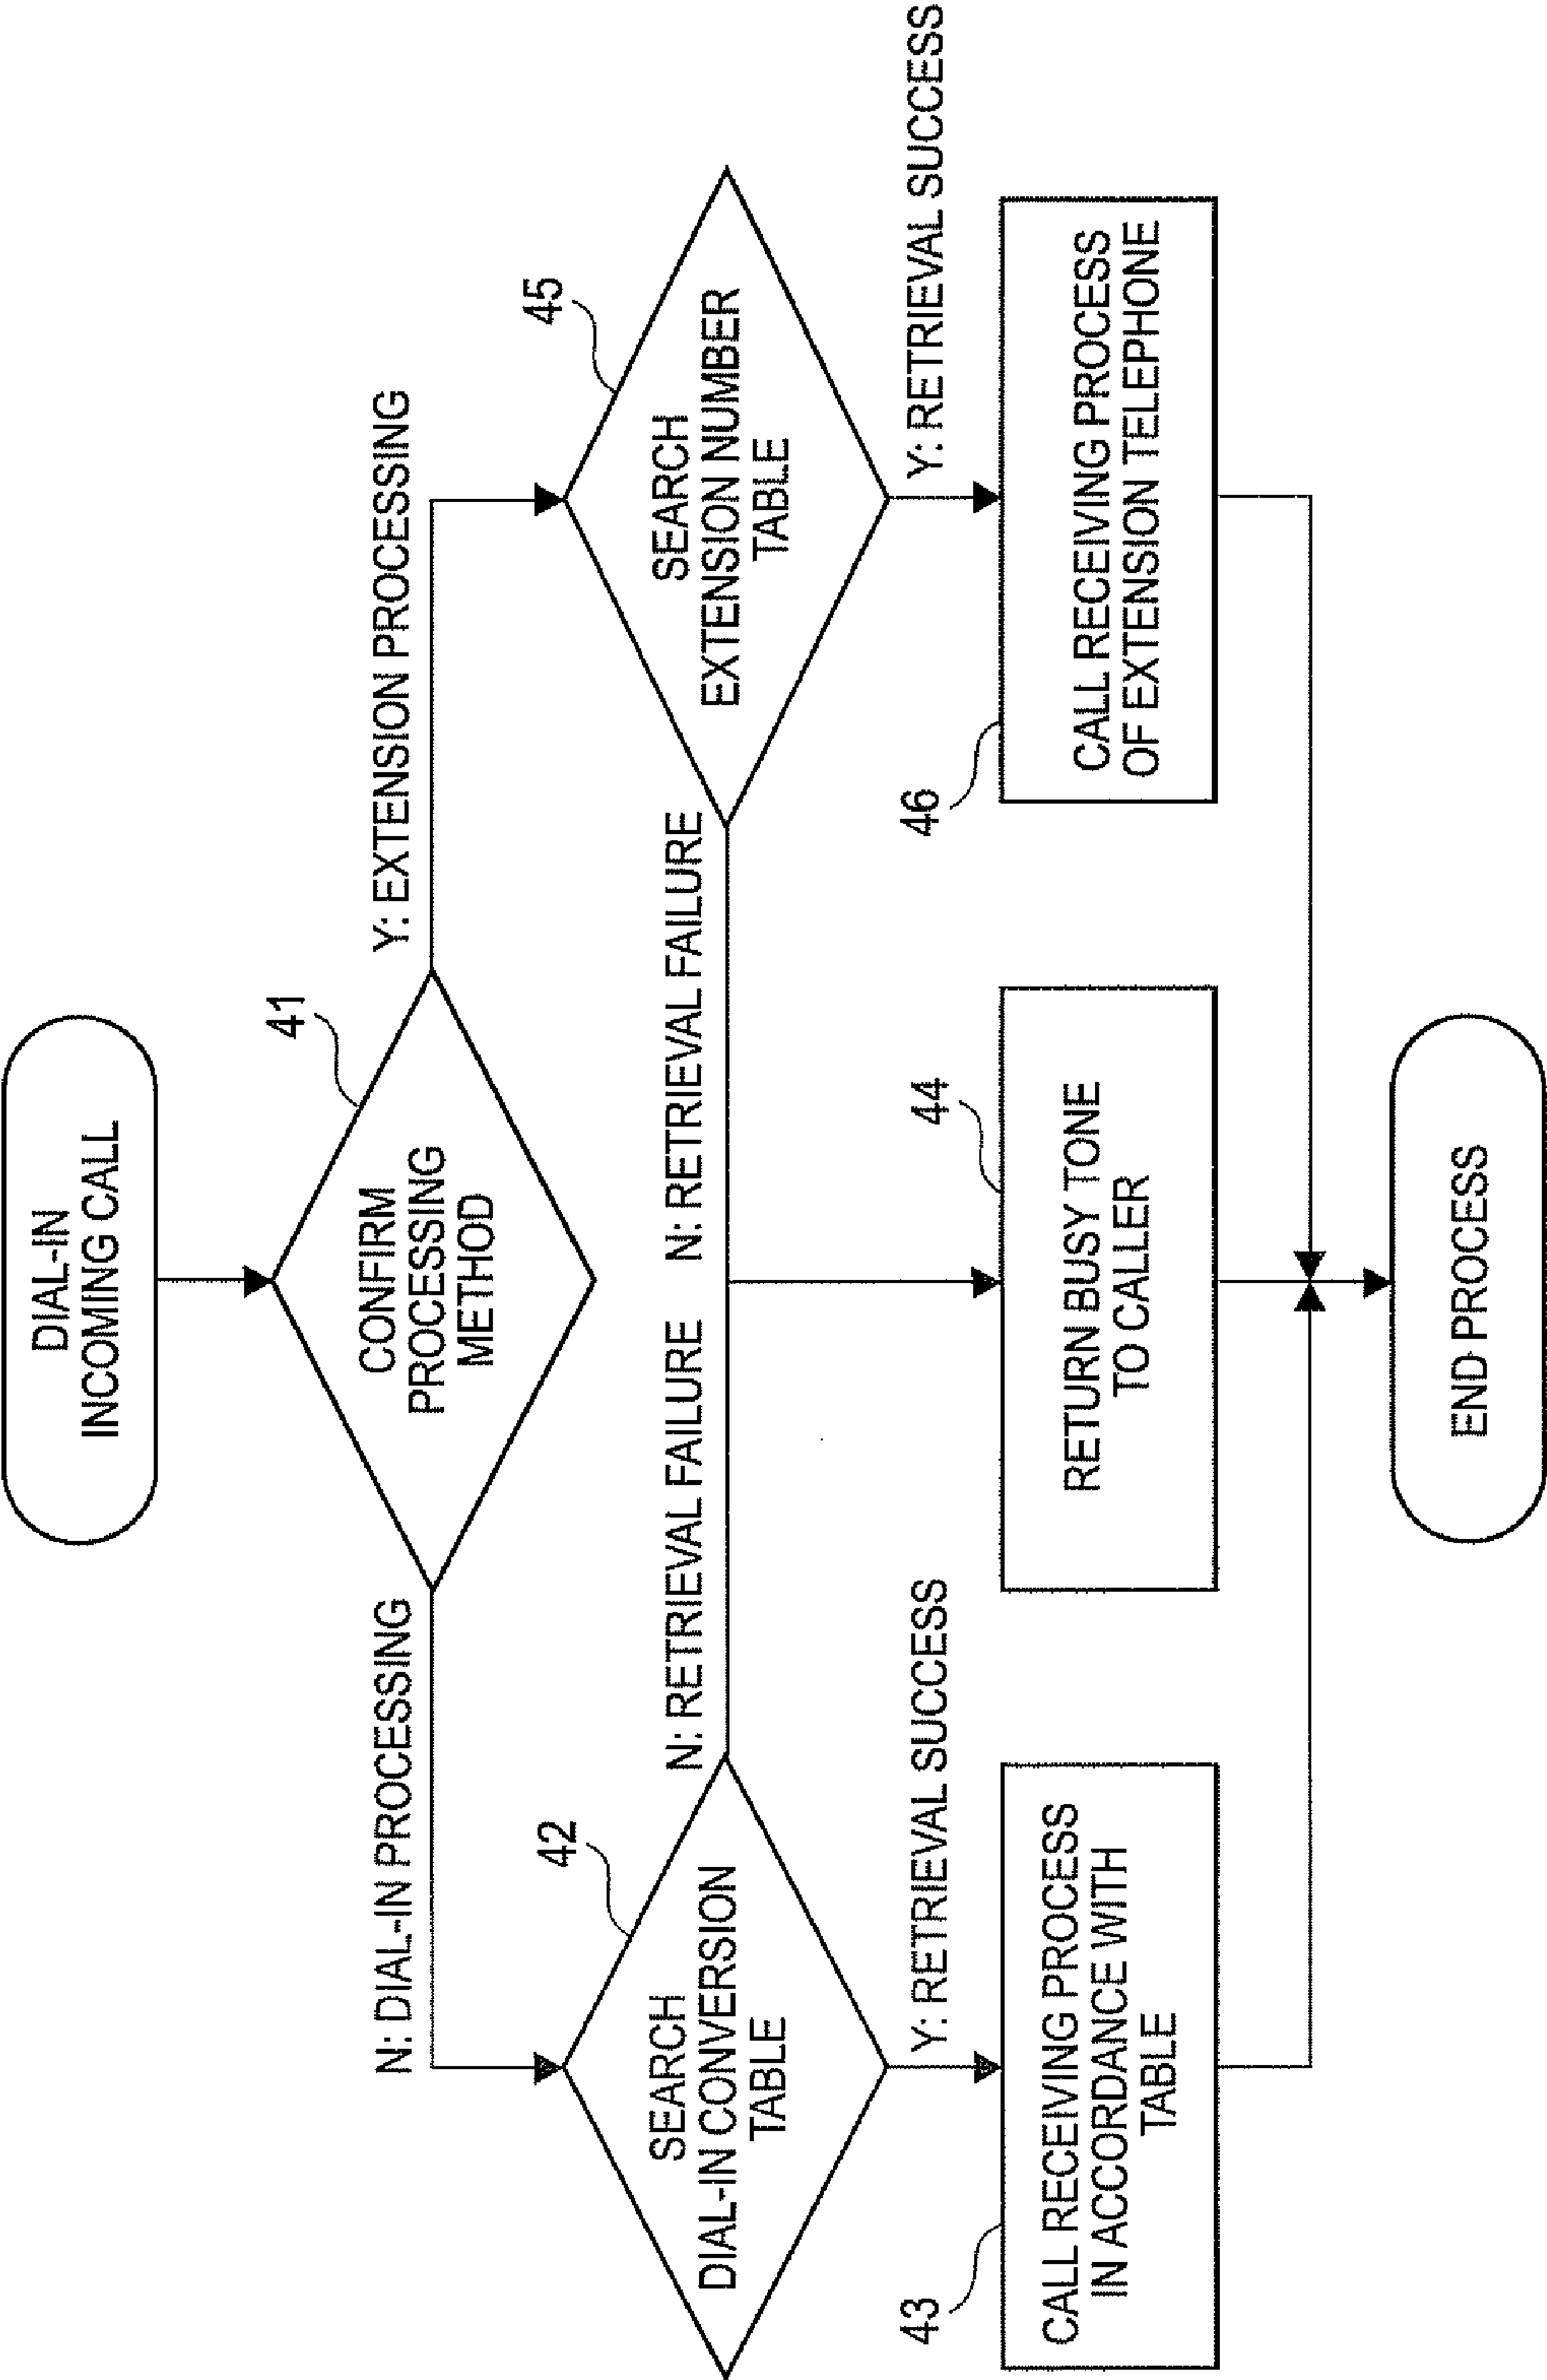 DIAL-IN
INCOMING CALL
41
CONFIRM
PROCESSING
METHOD
N: DIAL-IN PROCESSING
Y: EXTENSION PROCESSING
42
SEARCH
DIAL-IN CONVERSION
TABLE
N: RETRIEVAL FAILURE
N: RETRIEVAL FAILURE
45
SEARCH
EXTENSION NUMBER
TABLE
Y: RETRIEVAL SUCCESS
Y: RETRIEVAL SUCCESS
43
CALL RECEIVING PROCESS
IN ACCORDANCE WITH
TABLE
44
RETURN BUSY TONE
TO CALLER
46
CALL RECEIVING PROCESS
OF EXTENSION TELEPHONE
END PROCESS